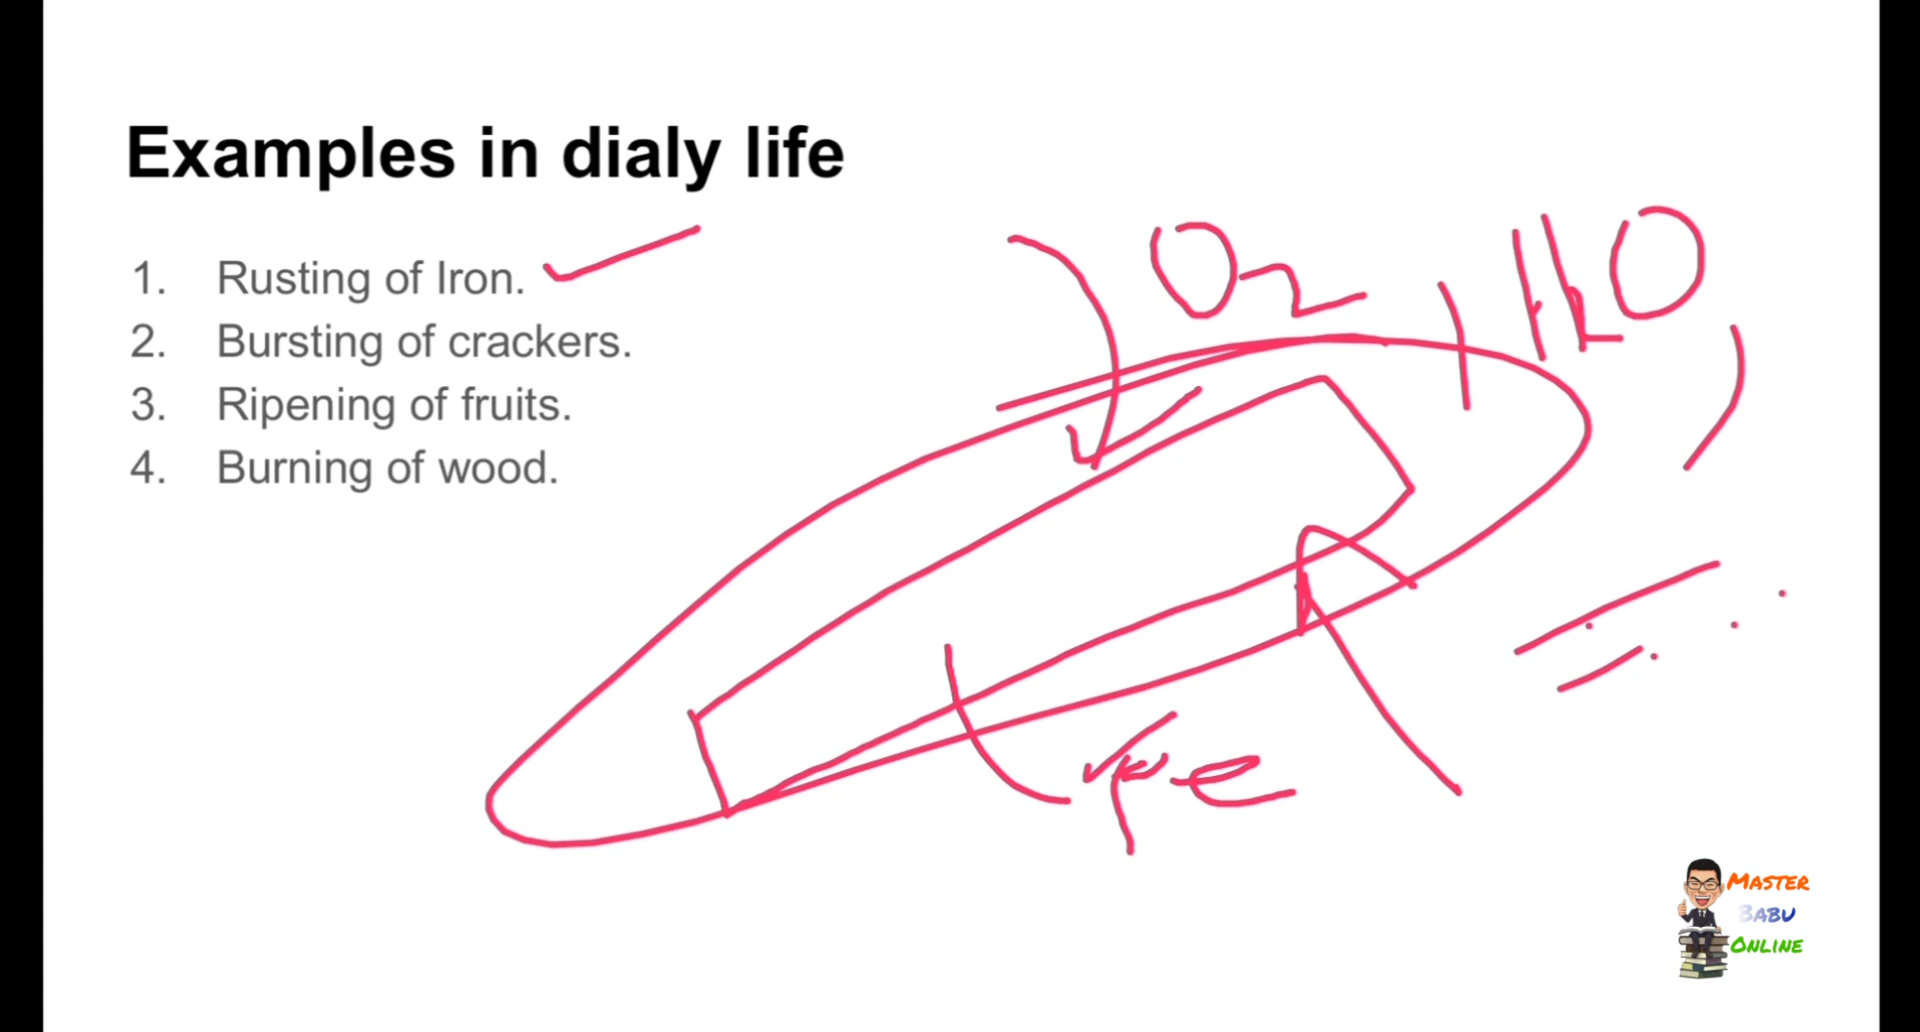 Examples in dialy life
1. Rusting of Iron.
2. Bursting of crackers.
3. Ripening of fruits.
4. Burning of wood.
O2, H2O,
Fe
MASTER
BABU
ONLINE